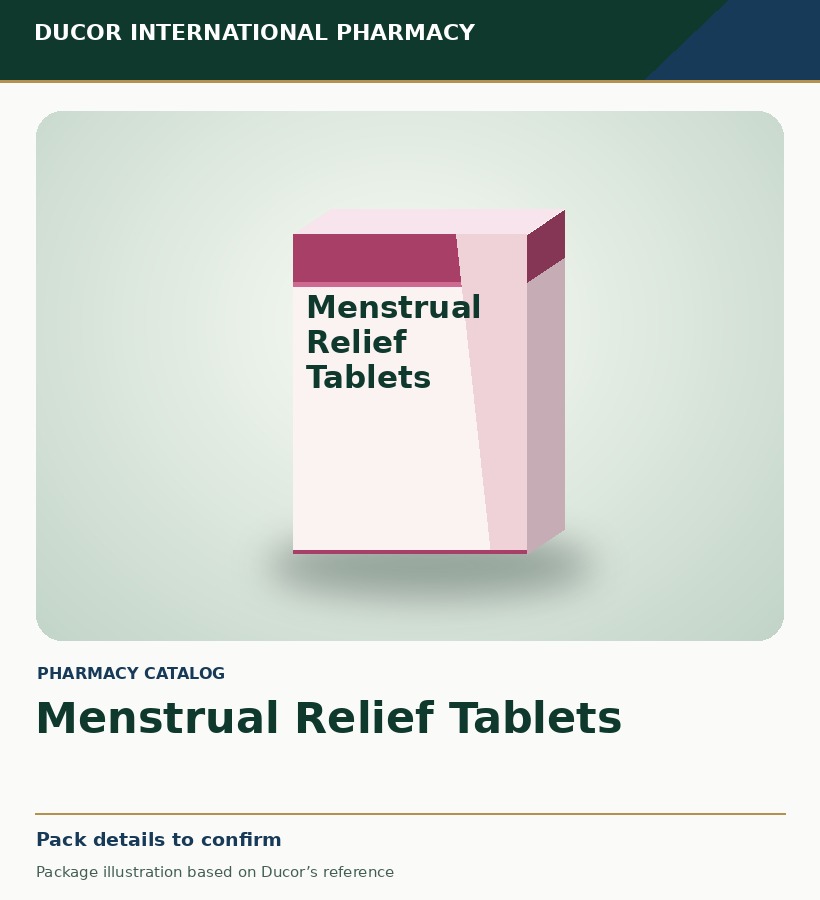 DUCOR INTERNATIONAL PHARMACY
Menstrual
Relief
Tablets
PHARMACY CATALOG
Menstrual Relief Tablets
Pack details to confirm
Package illustration based on Ducor’s reference